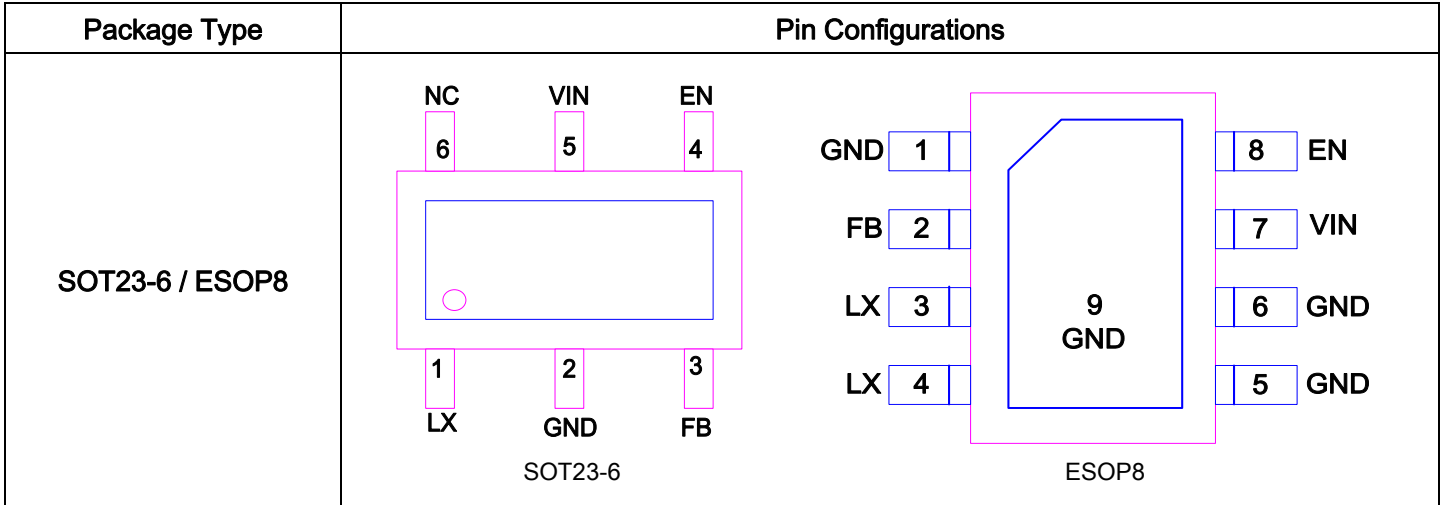 Package Type
Pin Configurations
SOT23-6 / ESOP8
NC VIN EN
6 5 4
1 2 3
LX GND FB
SOT23-6
GND 1 8 EN
FB 2 7 VIN
LX 3 6 GND
9
GND
LX 4 5 GND
ESOP8